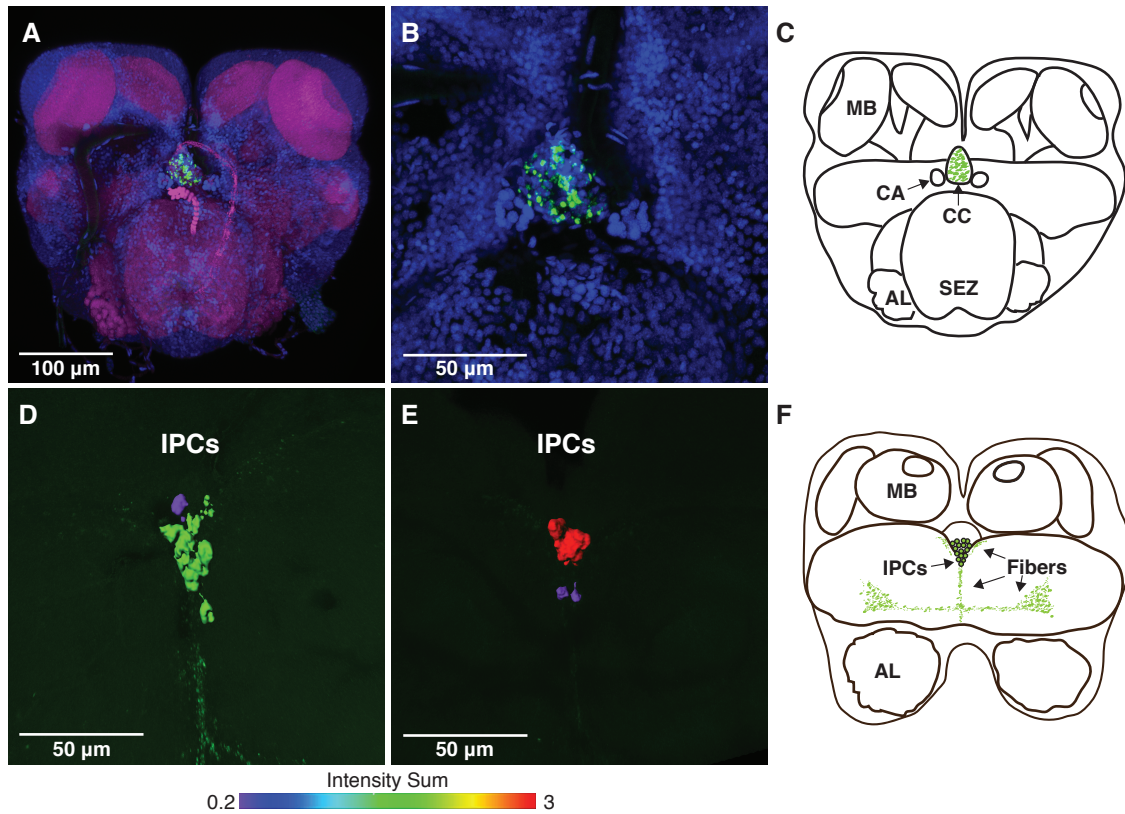 A
100 µm
B
50 µm
C
MB
CA
CC
AL
SEZ
D
IPCs
50 µm
E
IPCs
50 µm
F
MB
IPCs
Fibers
AL
Intensity Sum
0.2
3